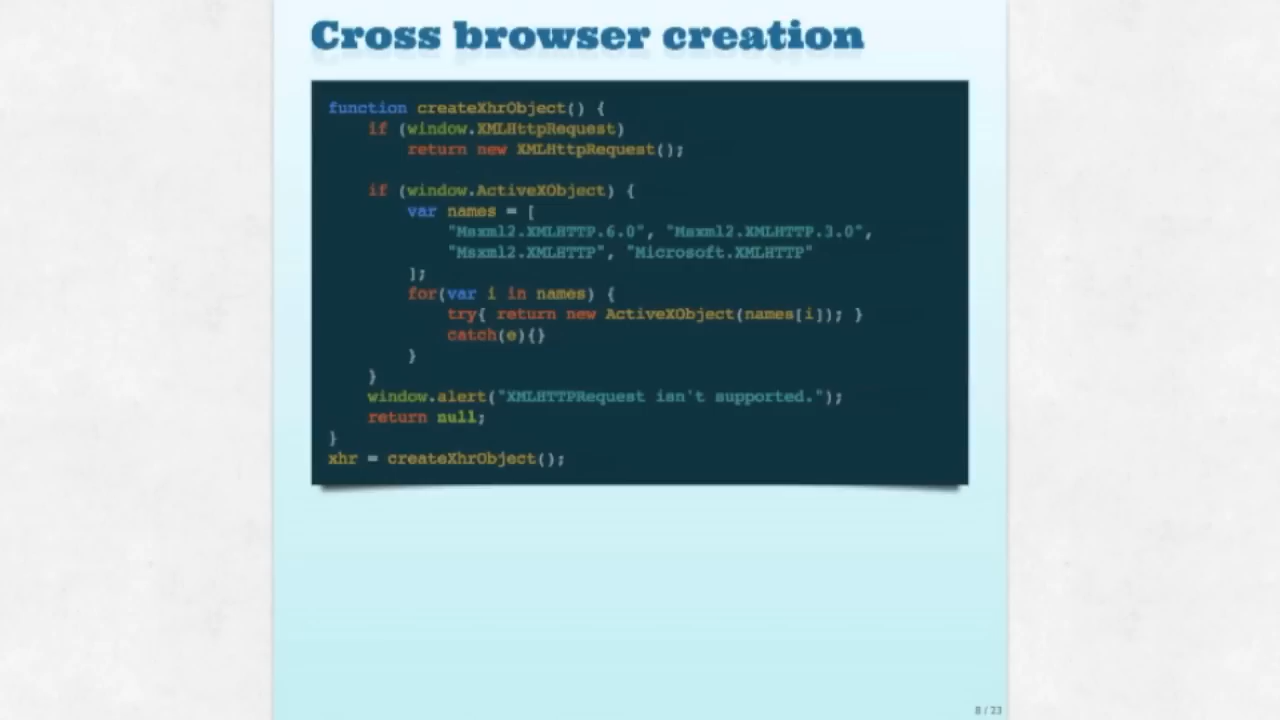 Cross browser creation
function createXhrObject() {
    if (window.XMLHttpRequest)
        return new XMLHttpRequest();
    if (window.ActiveXObject) {
        var names = [
            "Msxml2.XMLHTTP.6.0", "Msxml2.XMLHTTP.3.0",
            "Msxml2.XMLHTTP", "Microsoft.XMLHTTP"
        ];
        for(var i in names) {
            try{ return new ActiveXObject(names[i]); }
            catch(e){}
        }
    }
    window.alert("XMLHTTPRequest isn't supported.");
    return null;
}
xhr = createXhrObject();
8 / 23